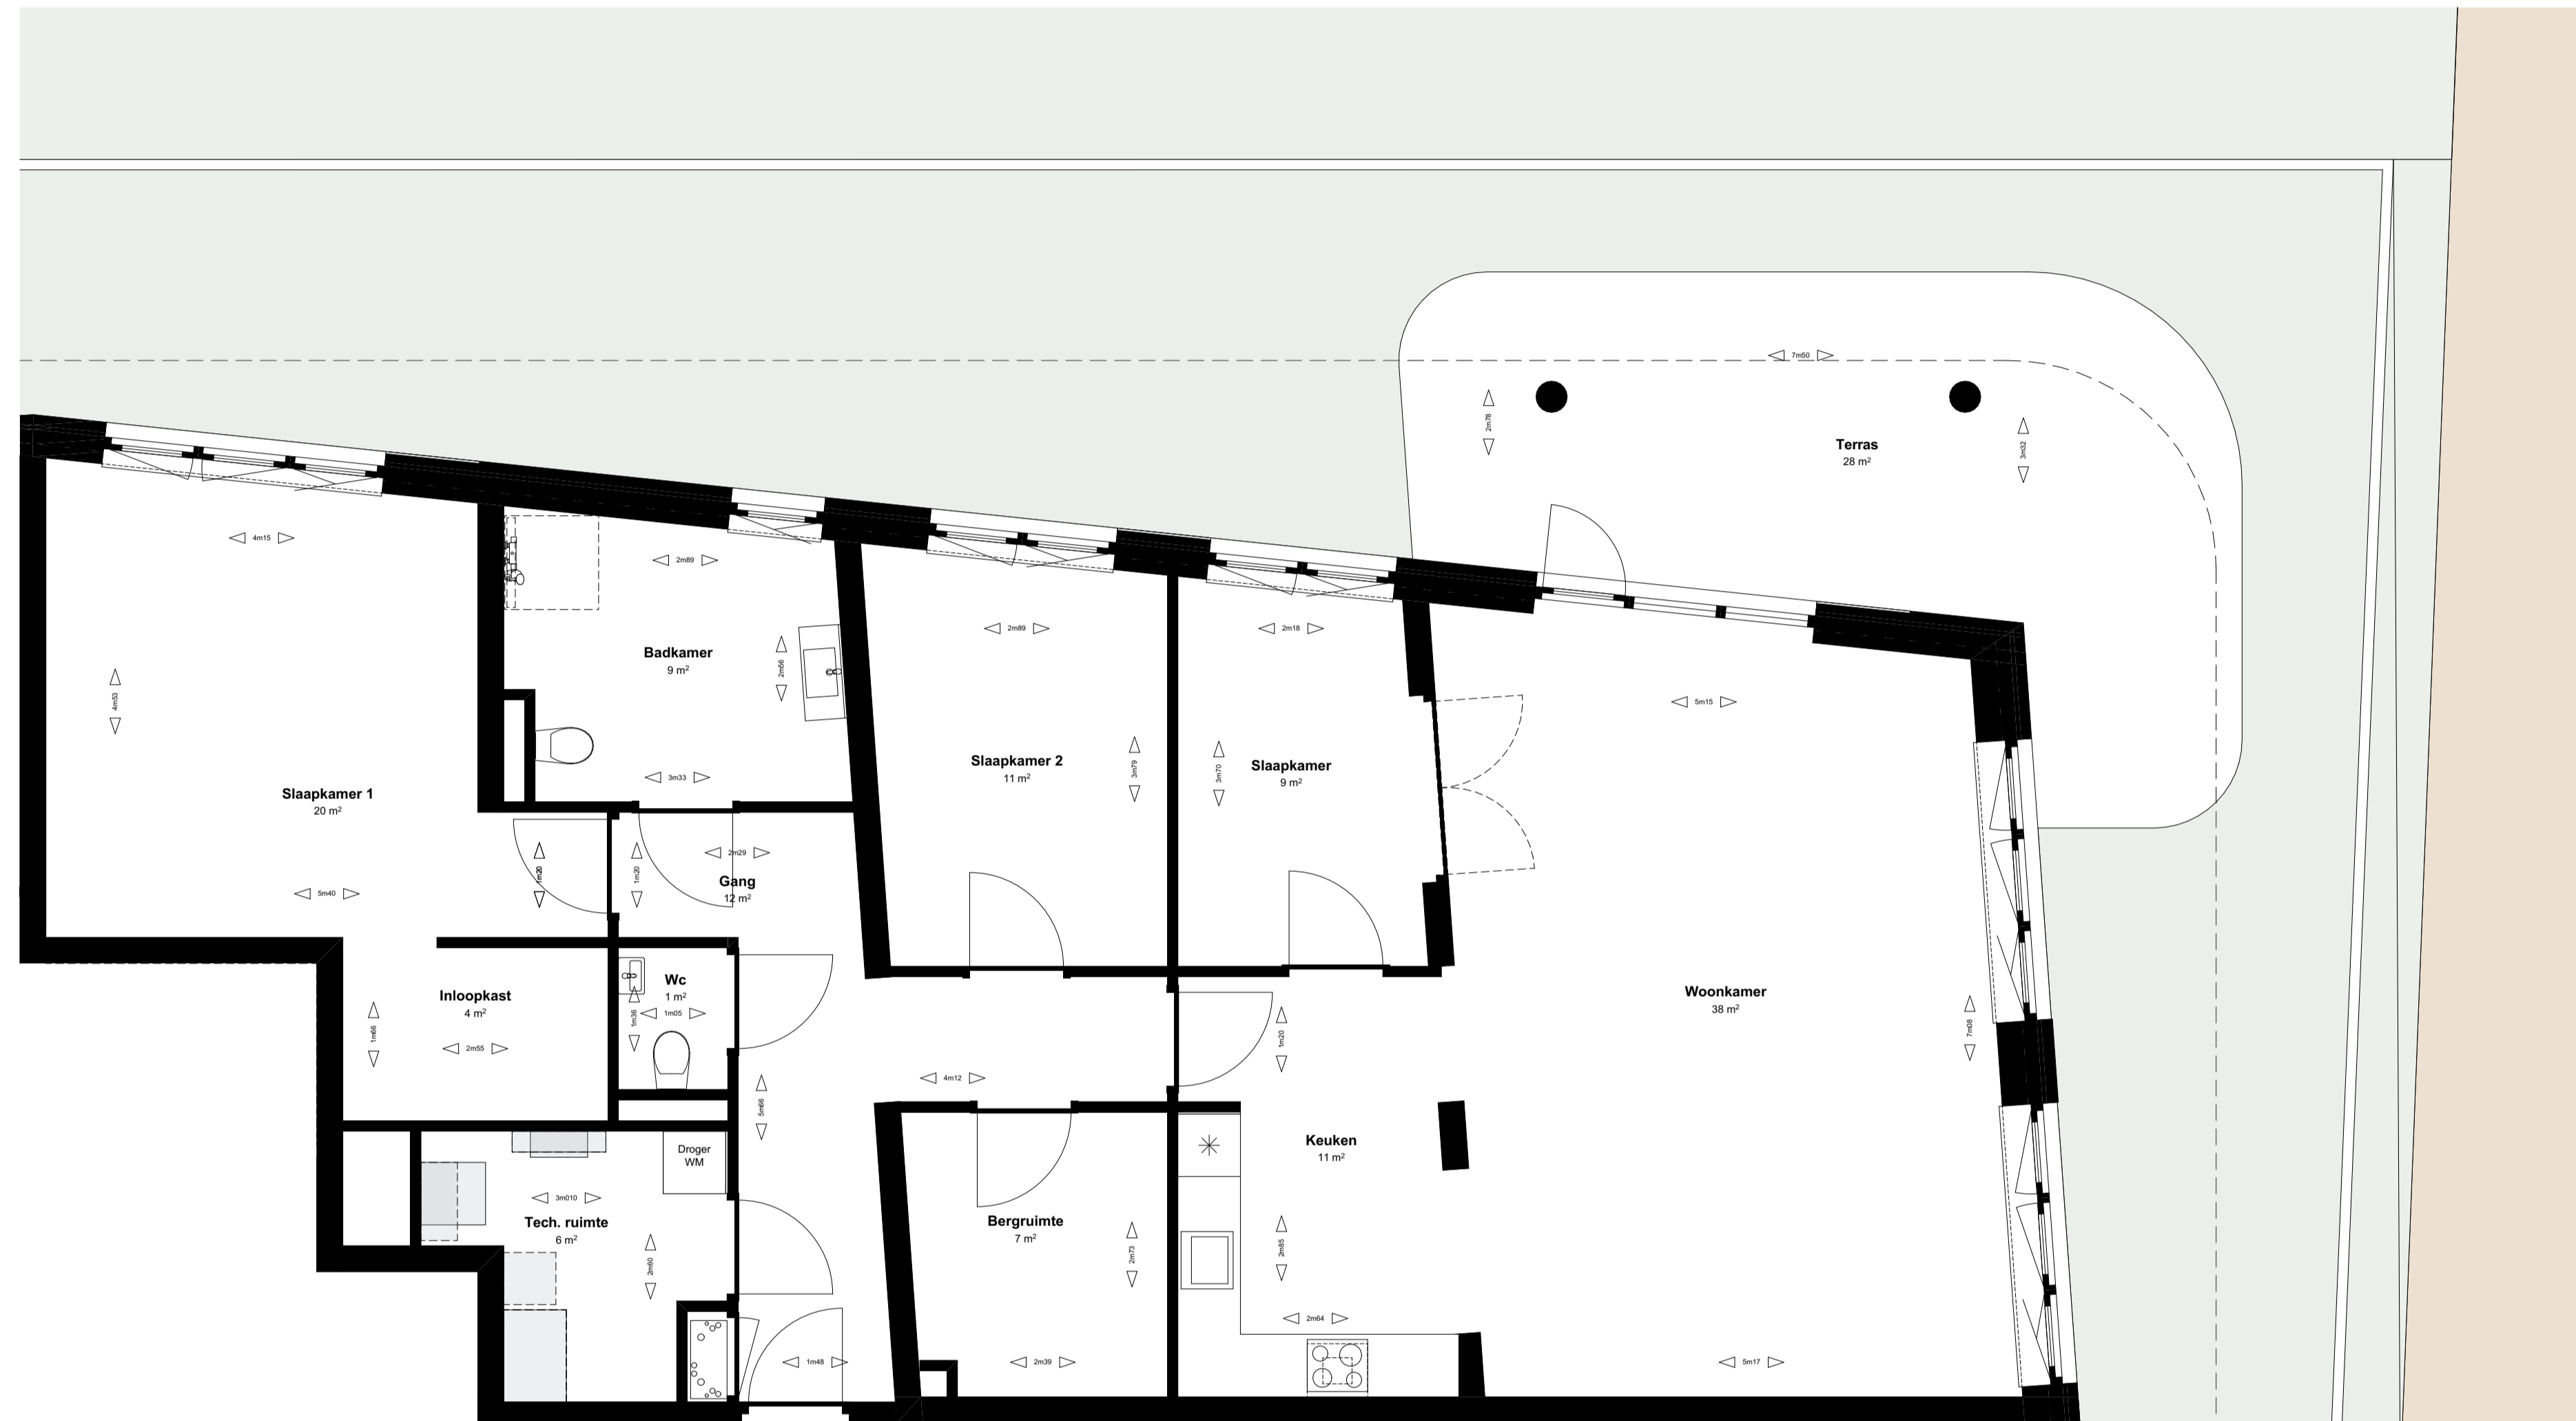 7m50
2m78
3m32
Terras
28 m²
4m15
2m89
2m89
2m18
5m15
4m53
Badkamer
9 m²
2m56
3m33
Slaapkamer 1
20 m²
Slaapkamer 2
11 m²
3m79
3m70
Slaapkamer
9 m²
5m40
1m20
1m20
2m29
Gang
12 m²
Inloopkast
4 m²
1m66
2m55
Wc
1 m²
1m36
1m05
5m66
4m12
1m20
Woonkamer
38 m²
7m08
Droger
WM
3m010
Tech. ruimte
6 m²
2m60
1m48
Bergruimte
7 m²
2m73
2m39
Keuken
11 m²
2m85
2m64
5m17